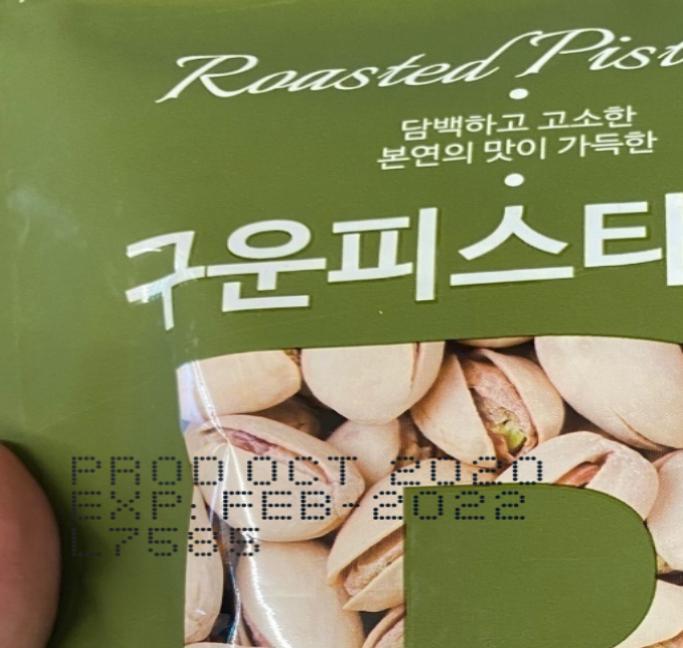 Roasted Pist
담백하고 고소한
본연의 맛이 가득한
구운피스타
PROD OCT 2020
EXP. FEB-2022
L7585